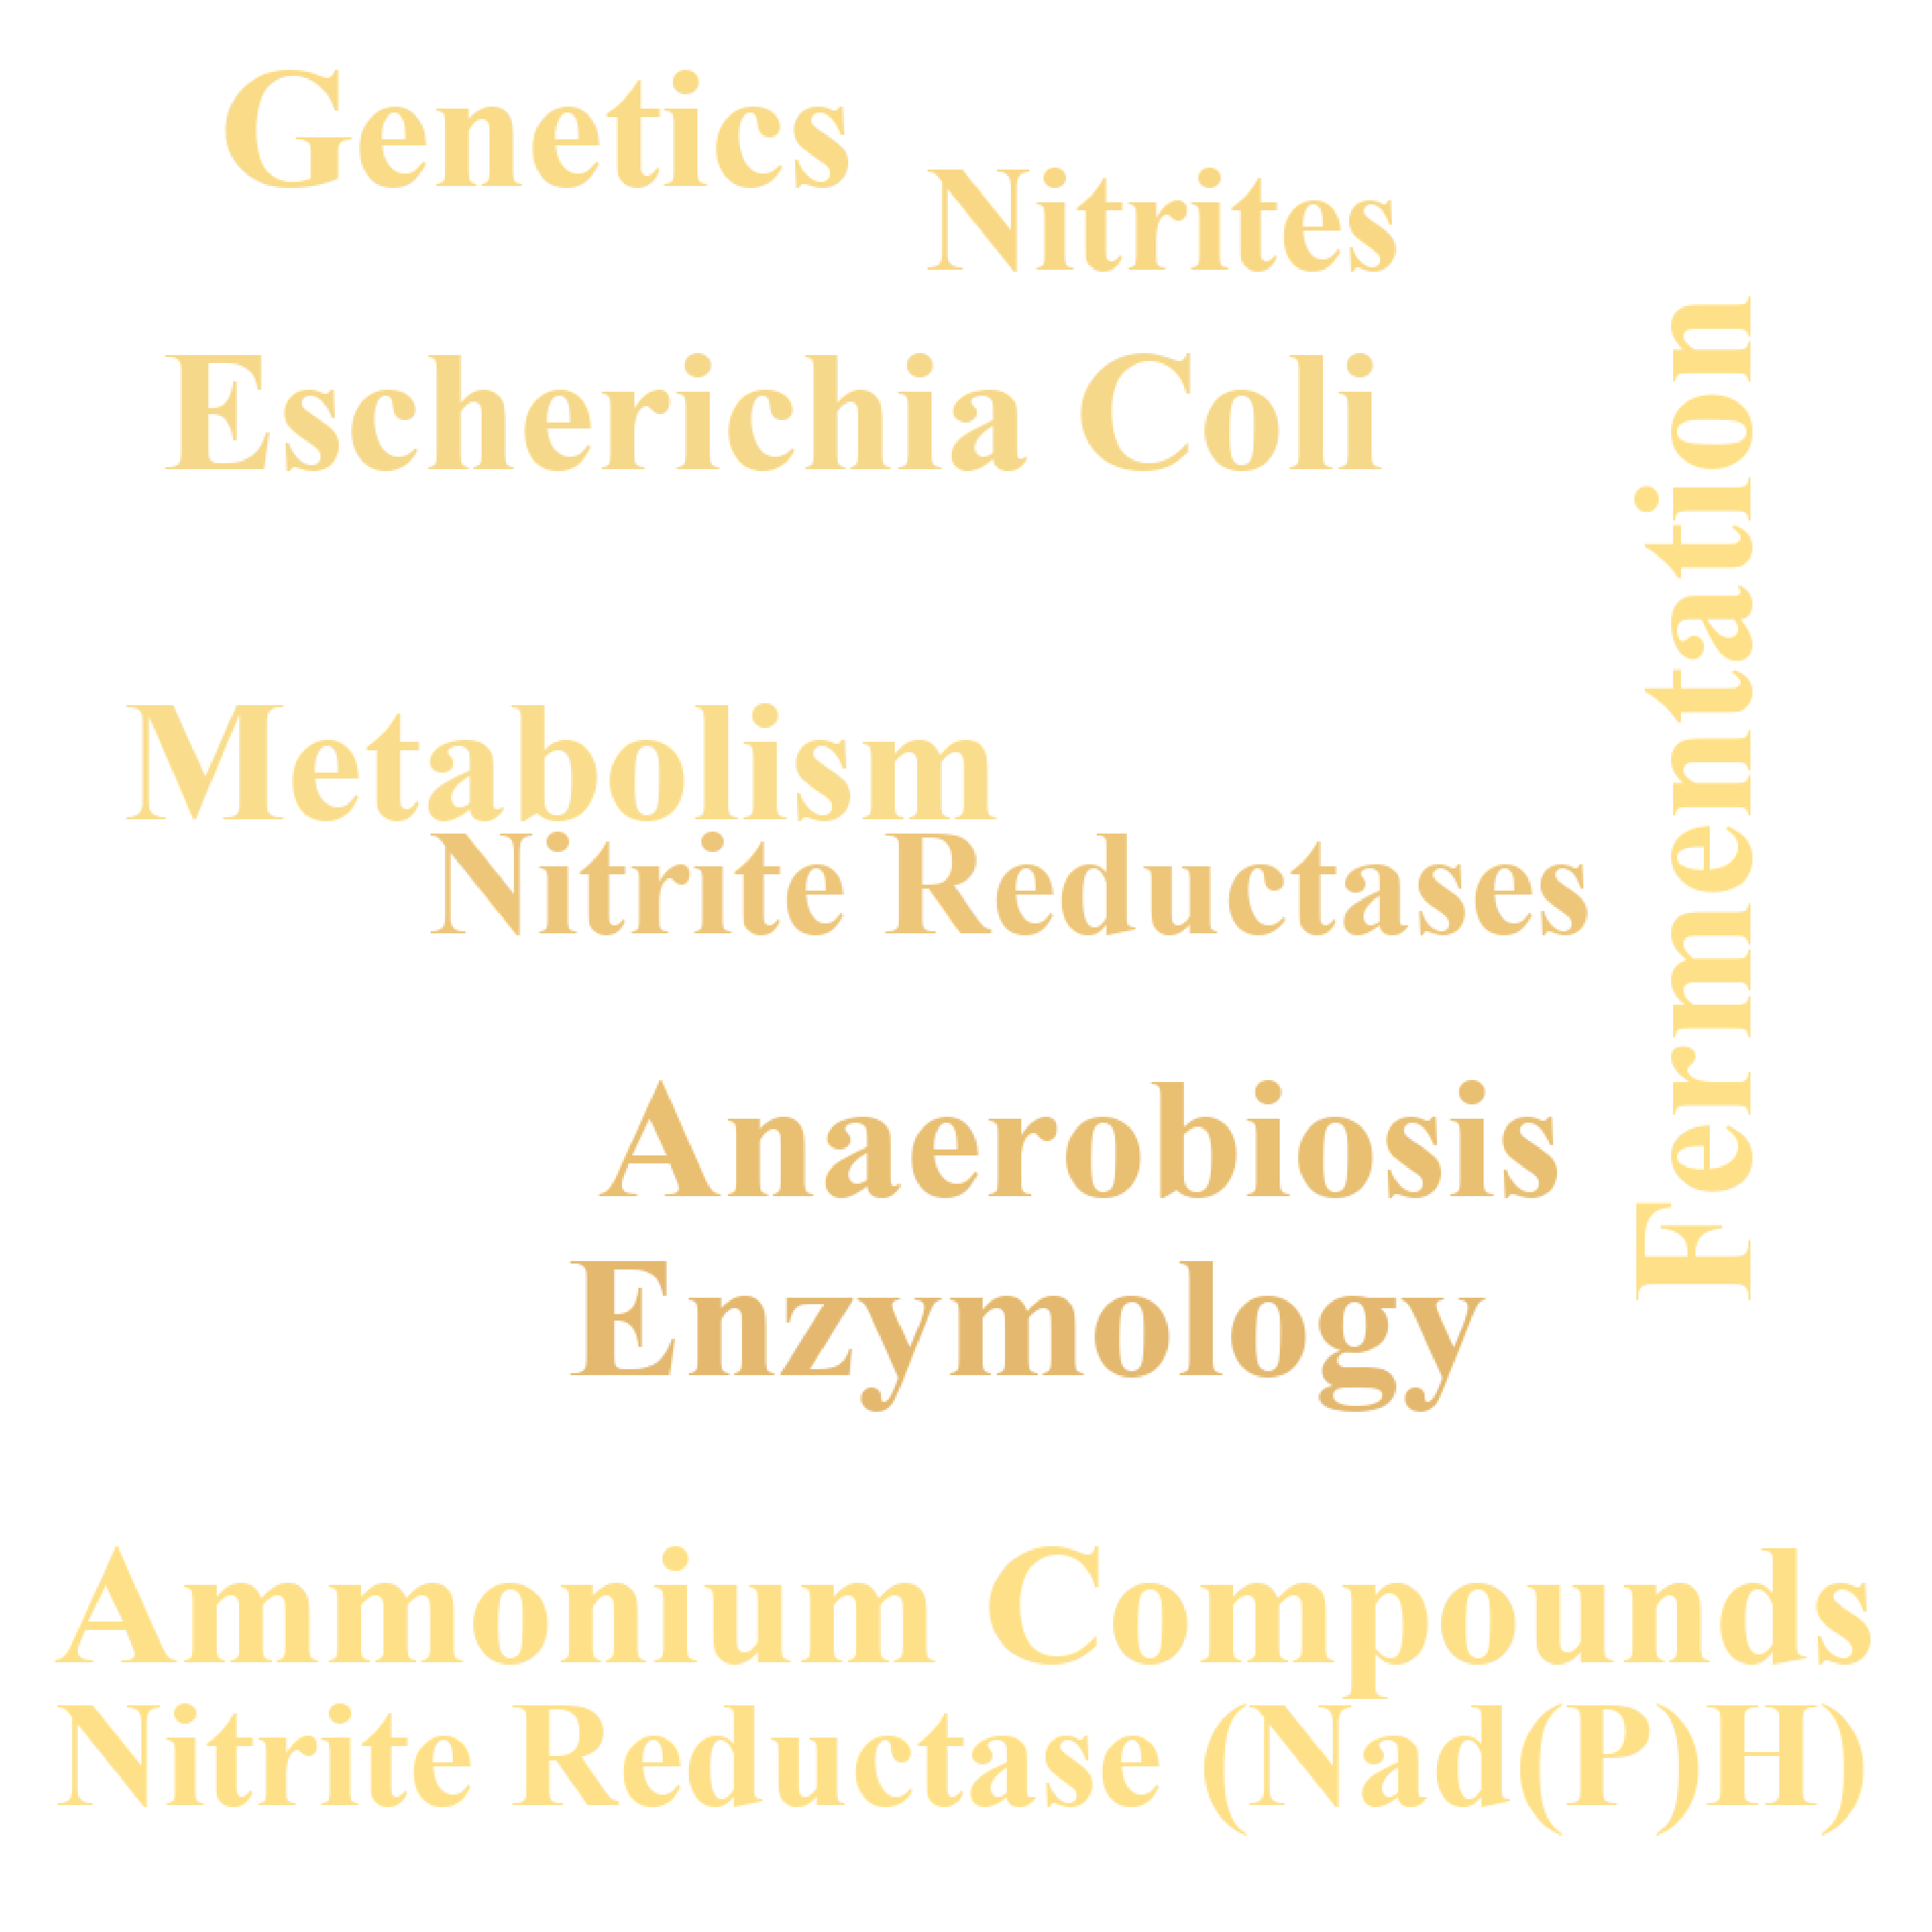 Genetics
Nitrites
Escherichia Coli
Fermentation
Metabolism
Nitrite Reductases
Anaerobiosis
Enzymology
Ammonium Compounds
Nitrite Reductase (Nad(P)H)